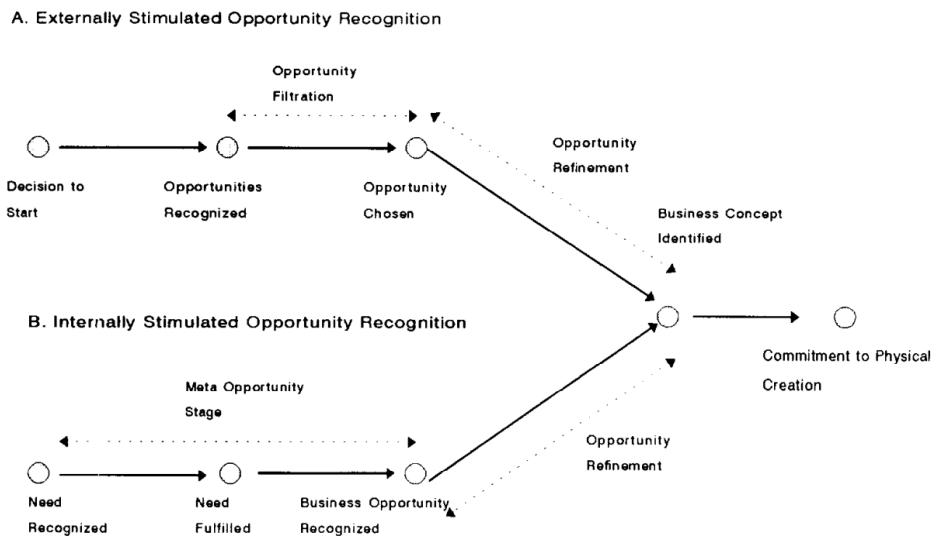 A. Externally Stimulated Opportunity Recognition
Opportunity
Filtration
Opportunity
Refinement
Decision to
Start
Opportunities
Recognized
Opportunity
Chosen
Business Concept
Identified
B. Internally Stimulated Opportunity Recognition
Commitment to Physical
Creation
Meta Opportunity
Stage
Opportunity
Refinement
Need
Recognized
Need
Fulfilled
Business Opportunity
Recognized